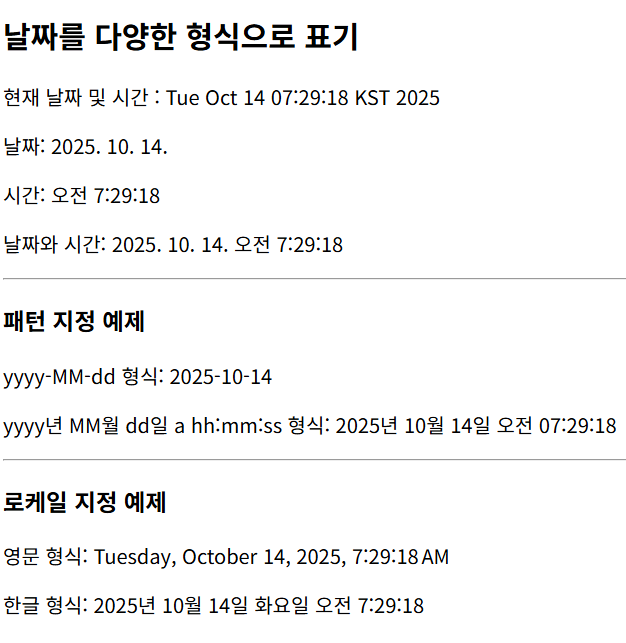 날짜를 다양한 형식으로 표기
현재 날짜 및 시간 : Tue Oct 14 07:29:18 KST 2025
날짜: 2025. 10. 14.
시간: 오전 7:29:18
날짜와 시간: 2025. 10. 14. 오전 7:29:18
패턴 지정 예제
yyyy-MM-dd 형식: 2025-10-14
yyyy년 MM월 dd일 a hh:mm:ss 형식: 2025년 10월 14일 오전 07:29:18
로케일 지정 예제
영문 형식: Tuesday, October 14, 2025, 7:29:18 AM
한글 형식: 2025년 10월 14일 화요일 오전 7:29:18